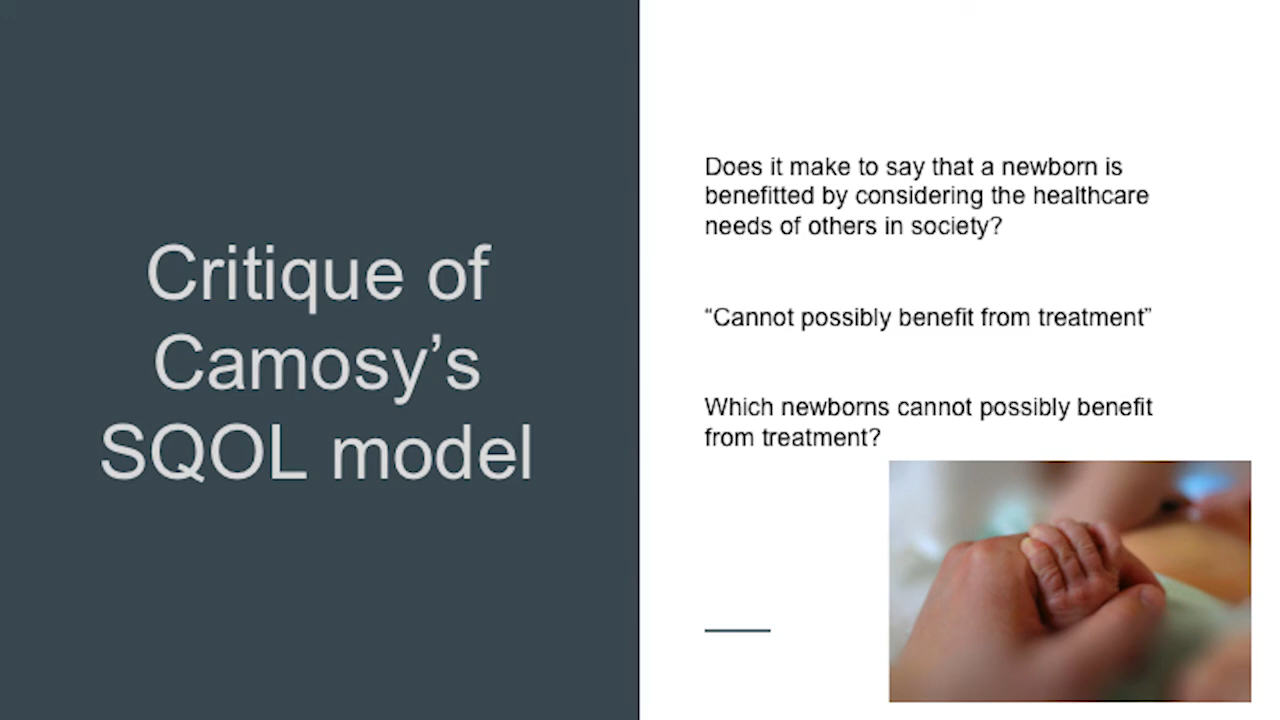 Critique of
Camosy’s
SQOL model
Does it make to say that a newborn is
benefitted by considering the healthcare
needs of others in society?
“Cannot possibly benefit from treatment”
Which newborns cannot possibly benefit
from treatment?